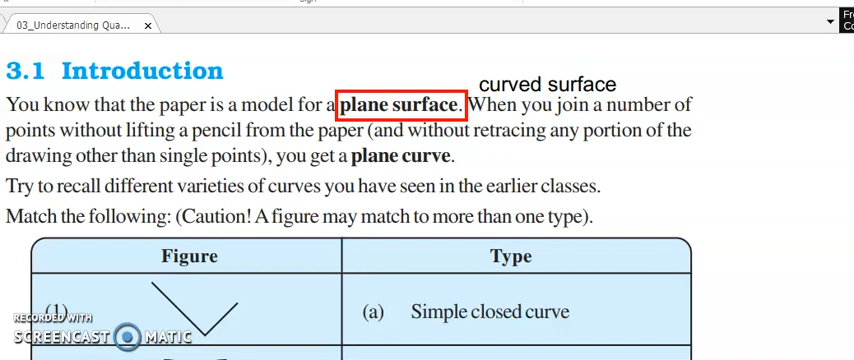 03_Understanding Qua...
3.1 Introduction
curved surface
You know that the paper is a model for a plane surface. When you join a number of
points without lifting a pencil from the paper (and without retracing any portion of the
drawing other than single points), you get a plane curve.
Try to recall different varieties of curves you have seen in the earlier classes.
Match the following: (Caution! A figure may match to more than one type).
Figure Type
(1) (a) Simple closed curve
RECORDED WITH
SCREENCAST MATIC